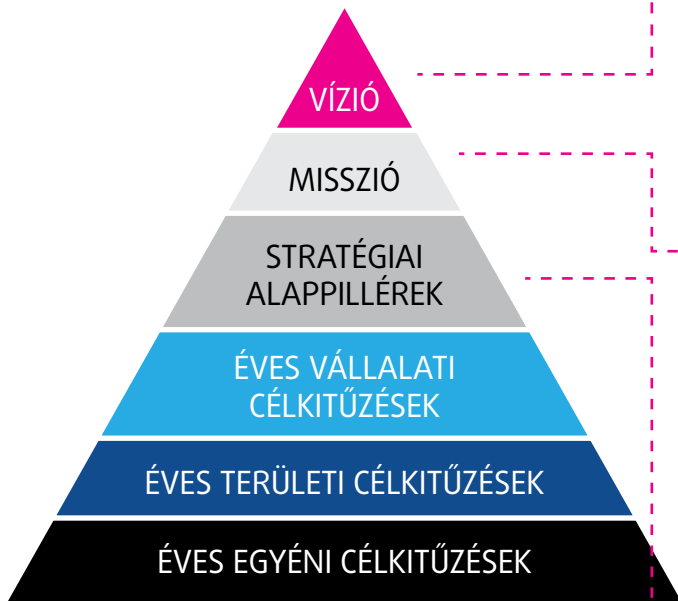 VÍZIÓ
MISSZIÓ
STRATÉGIAI
ALAPPILLÉREK
ÉVES VÁLLALATI
CÉLKITŰZÉSEK
ÉVES TERÜLETI CÉLKITŰZÉSEK
ÉVES EGYÉNI CÉLKITŰZÉSEK